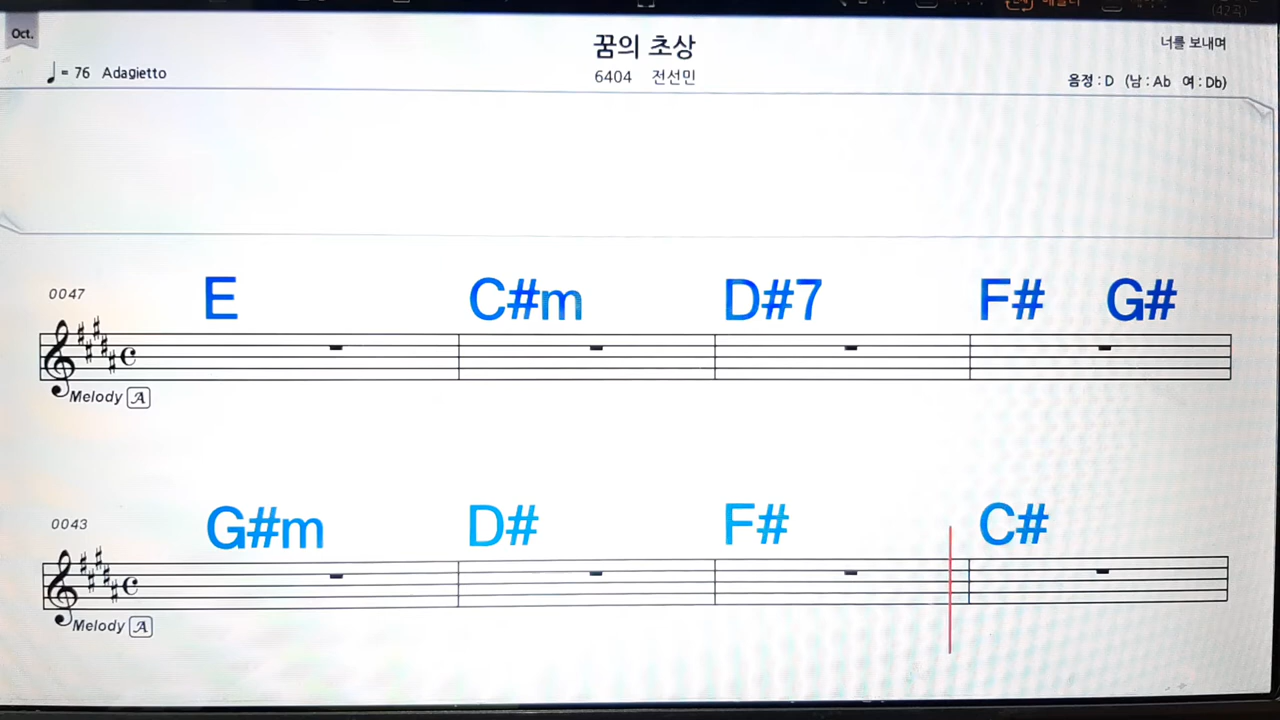 Oct.
꿈의 초상
너를 보내며
♩= 76 Adagietto
6404 전선민
음정 : D (남 : Ab 여 : Db)
0047
E C#m D#7 F# G#
Melody A
0043
G#m D# F# C#
Melody A